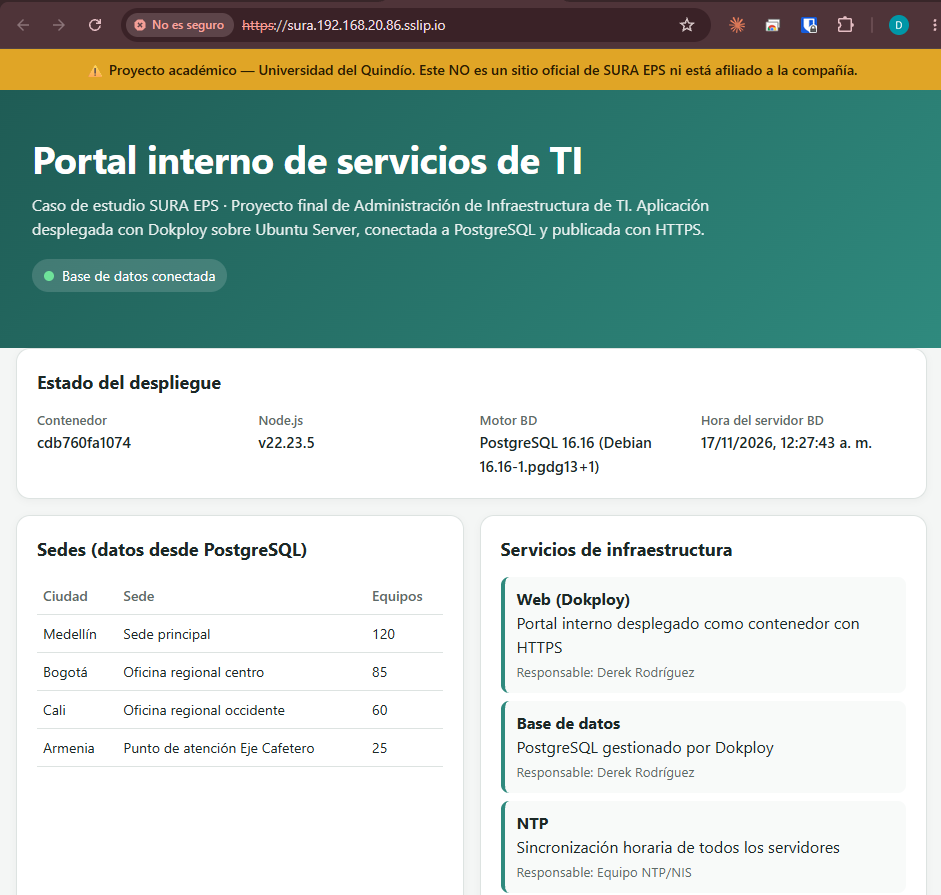 No es seguro
https://sura.192.168.20.86.sslip.io
D
⚠️ Proyecto académico — Universidad del Quindío. Este NO es un sitio oficial de SURA EPS ni está afiliado a la compañía.
Portal interno de servicios de TI
Caso de estudio SURA EPS · Proyecto final de Administración de Infraestructura de TI. Aplicación
desplegada con Dokploy sobre Ubuntu Server, conectada a PostgreSQL y publicada con HTTPS.
Base de datos conectada
Estado del despliegue
Contenedor
cdb760fa1074
Node.js
v22.23.5
Motor BD
PostgreSQL 16.16 (Debian
16.16-1.pgdg13+1)
Hora del servidor BD
17/11/2026, 12:27:43 a. m.
Sedes (datos desde PostgreSQL)
Ciudad Sede Equipos
Medellín Sede principal 120
Bogotá Oficina regional centro 85
Cali Oficina regional occidente 60
Armenia Punto de atención Eje Cafetero 25
Servicios de infraestructura
Web (Dokploy)
Portal interno desplegado como contenedor con
HTTPS
Responsable: Derek Rodríguez
Base de datos
PostgreSQL gestionado por Dokploy
Responsable: Derek Rodríguez
NTP
Sincronización horaria de todos los servidores
Responsable: Equipo NTP/NIS